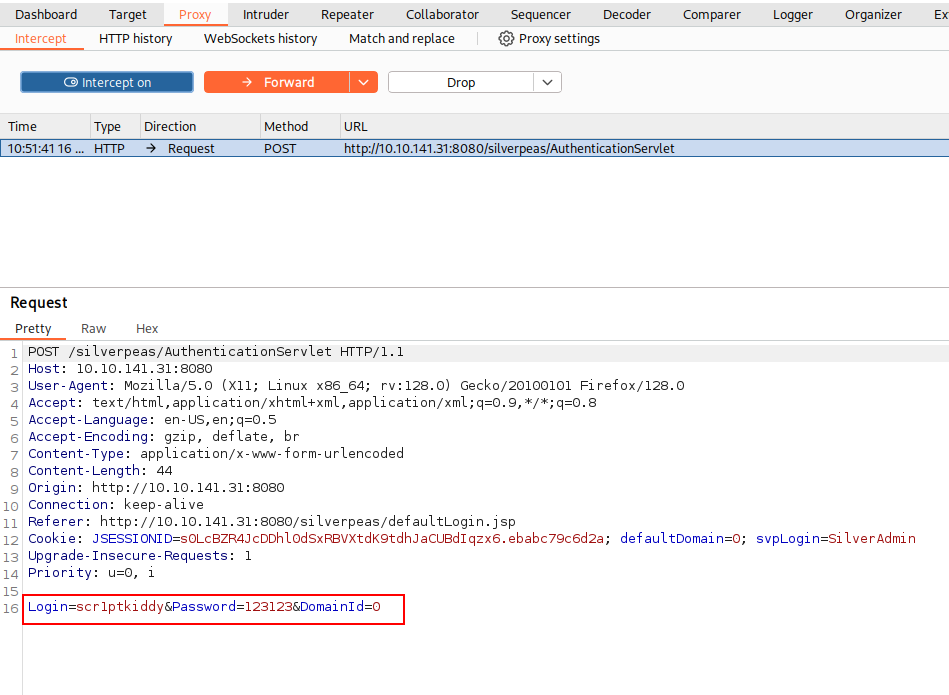 Dashboard Target Proxy Intruder Repeater Collaborator Sequencer Decoder Comparer Logger Organizer Ex
Intercept HTTP history WebSockets history Match and replace Proxy settings
Intercept on Forward Drop
Time Type Direction Method URL
10:51:41 16 ... HTTP → Request POST http://10.10.141.31:8080/silverpeas/AuthenticationServlet
Request
Pretty Raw Hex
1 POST /silverpeas/AuthenticationServlet HTTP/1.1
2 Host: 10.10.141.31:8080
3 User-Agent: Mozilla/5.0 (X11; Linux x86_64; rv:128.0) Gecko/20100101 Firefox/128.0
4 Accept: text/html,application/xhtml+xml,application/xml;q=0.9,*/*;q=0.8
5 Accept-Language: en-US,en;q=0.5
6 Accept-Encoding: gzip, deflate, br
7 Content-Type: application/x-www-form-urlencoded
8 Content-Length: 44
9 Origin: http://10.10.141.31:8080
10 Connection: keep-alive
11 Referer: http://10.10.141.31:8080/silverpeas/defaultLogin.jsp
12 Cookie: JSESSIONID=s0LcBZR4JcDDhlOdSxRBVXtdK9tdhJaCUBdIqzx6.ebabc79c6d2a; defaultDomain=0; svpLogin=SilverAdmin
13 Upgrade-Insecure-Requests: 1
14 Priority: u=0, i
15
16 Login=scr1ptkiddy&Password=123123&DomainId=0